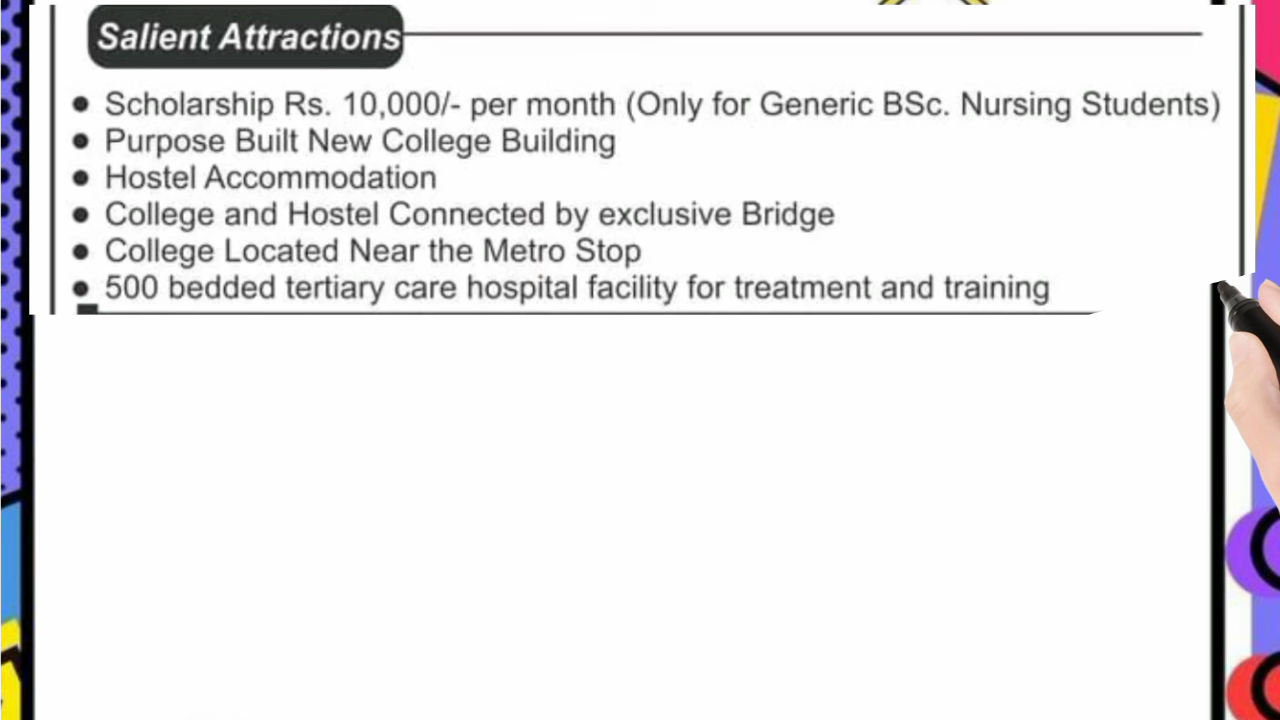 Salient Attractions
● Scholarship Rs. 10,000/- per month (Only for Generic BSc. Nursing Students)
● Purpose Built New College Building
● Hostel Accommodation
● College and Hostel Connected by exclusive Bridge
● College Located Near the Metro Stop
● 500 bedded tertiary care hospital facility for treatment and training